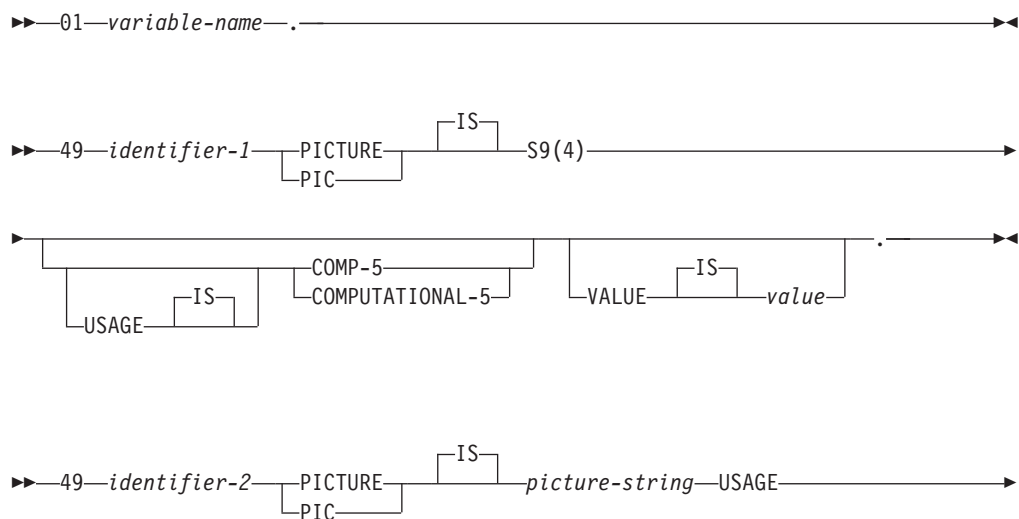 01 variable-name .
IS
49 identifier-1 PICTURE S9(4)
PIC
COMP-5 .
IS COMPUTATIONAL-5 VALUE IS value
USAGE
IS
49 identifier-2 PICTURE picture-string USAGE
PIC